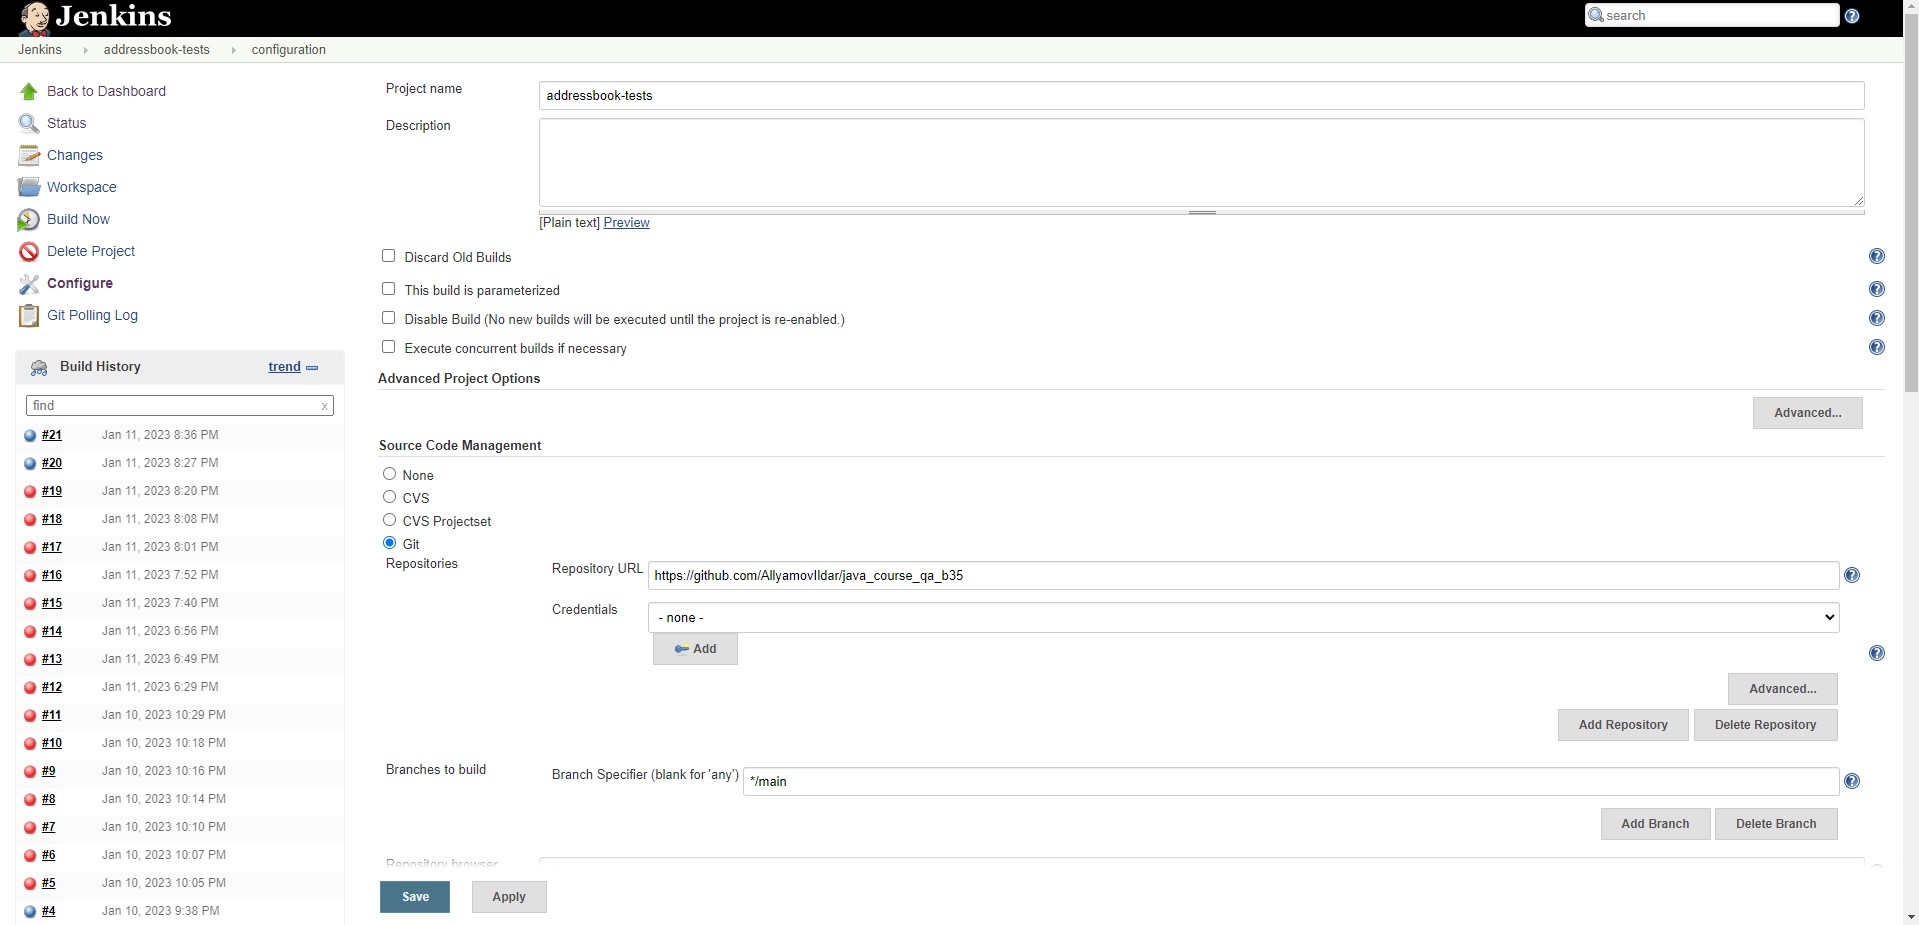 Jenkins
search
Jenkins addressbook-tests configuration
Back to Dashboard
Status
Changes
Workspace
Build Now
Delete Project
Configure
Git Polling Log
Build History trend
find x
#21 Jan 11, 2023 8:36 PM
#20 Jan 11, 2023 8:27 PM
#19 Jan 11, 2023 8:20 PM
#18 Jan 11, 2023 8:08 PM
#17 Jan 11, 2023 8:01 PM
#16 Jan 11, 2023 7:52 PM
#15 Jan 11, 2023 7:40 PM
#14 Jan 11, 2023 6:56 PM
#13 Jan 11, 2023 6:49 PM
#12 Jan 11, 2023 6:29 PM
#11 Jan 10, 2023 10:29 PM
#10 Jan 10, 2023 10:18 PM
#9 Jan 10, 2023 10:16 PM
#8 Jan 10, 2023 10:14 PM
#7 Jan 10, 2023 10:10 PM
#6 Jan 10, 2023 10:07 PM
#5 Jan 10, 2023 10:05 PM
#4 Jan 10, 2023 9:38 PM
Project name addressbook-tests
Description
[Plain text] Preview
Discard Old Builds
This build is parameterized
Disable Build (No new builds will be executed until the project is re-enabled.)
Execute concurrent builds if necessary
Advanced Project Options
Advanced...
Source Code Management
None
CVS
CVS Projectset
Git
Repositories
Repository URL https://github.com/AllyamovIldar/java_course_qa_b35
Credentials - none -
Add
Advanced...
Add Repository Delete Repository
Branches to build
Branch Specifier (blank for 'any') */main
Add Branch Delete Branch
Repository browser
Save Apply